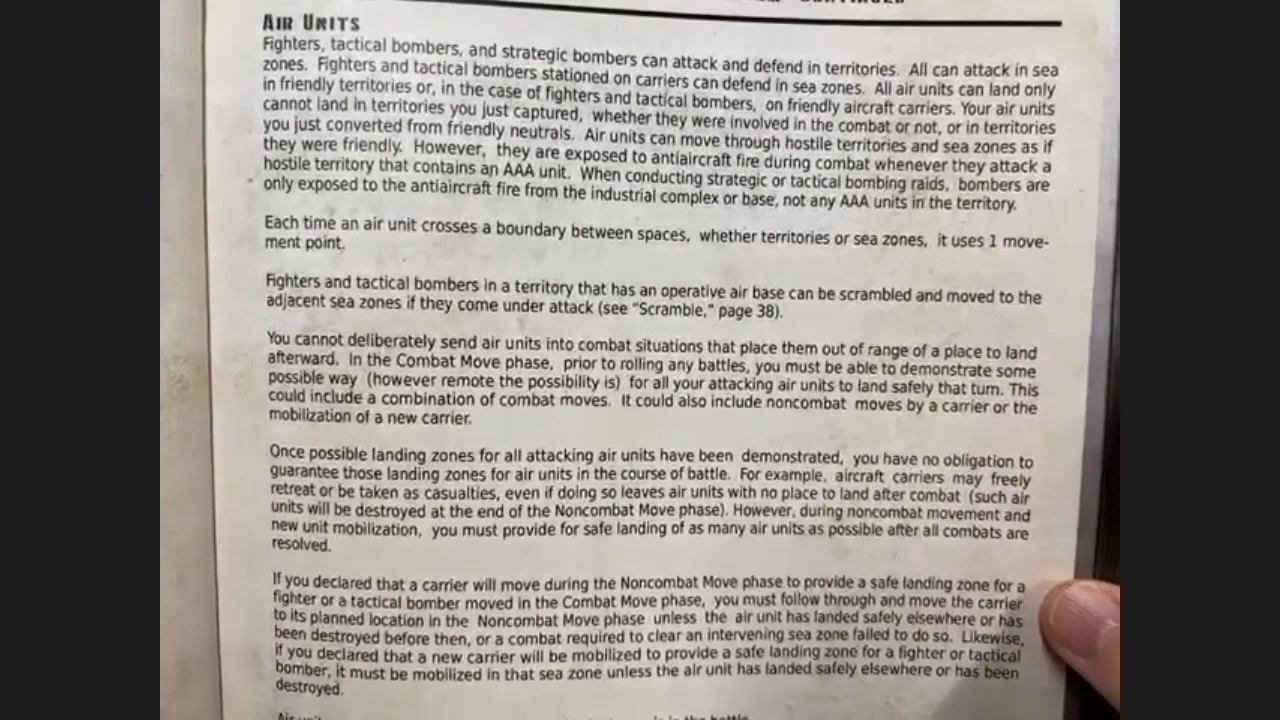 AIR UNITS
Fighters, tactical bombers, and strategic bombers can attack and defend in territories. All can attack in sea
zones. Fighters and tactical bombers stationed on carriers can defend in sea zones. All air units can land only
in friendly territories or, in the case of fighters and tactical bombers, on friendly aircraft carriers. Your air units
cannot land in territories you just captured, whether they were involved in the combat or not, or in territories
you just converted from friendly neutrals. Air units can move through hostile territories and sea zones as if
they were friendly. However, they are exposed to antiaircraft fire during combat whenever they attack a
hostile territory that contains an AAA unit. When conducting strategic or tactical bombing raids, bombers are
only exposed to the antiaircraft fire from the industrial complex or base, not any AAA units in the territory.
Each time an air unit crosses a boundary between spaces, whether territories or sea zones, it uses 1 move-
ment point.
Fighters and tactical bombers in a territory that has an operative air base can be scrambled and moved to the
adjacent sea zones if they come under attack (see "Scramble," page 38).
You cannot deliberately send air units into combat situations that place them out of range of a place to land
afterward. In the Combat Move phase, prior to rolling any battles, you must be able to demonstrate some
possible way (however remote the possibility is) for all your attacking air units to land safely that turn. This
could include a combination of combat moves. It could also include noncombat moves by a carrier or the
mobilization of a new carrier.
Once possible landing zones for all attacking air units have been demonstrated, you have no obligation to
guarantee those landing zones for air units in the course of battle. For example, aircraft carriers may freely
retreat or be taken as casualties, even if doing so leaves air units with no place to land after combat (such air
units will be destroyed at the end of the Noncombat Move phase). However, during noncombat movement and
new unit mobilization, you must provide for safe landing of as many air units as possible after all combats are
resolved.
If you declared that a carrier will move during the Noncombat Move phase to provide a safe landing zone for a
fighter or a tactical bomber moved in the Combat Move phase, you must follow through and move the carrier
to its planned location in the Noncombat Move phase unless the air unit has landed safely elsewhere or has
been destroyed before then, or a combat required to clear an intervening sea zone failed to do so. Likewise,
if you declared that a new carrier will be mobilized to provide a safe landing zone for a fighter or tactical
bomber, it must be mobilized in that sea zone unless the air unit has landed safely elsewhere or has been
destroyed.